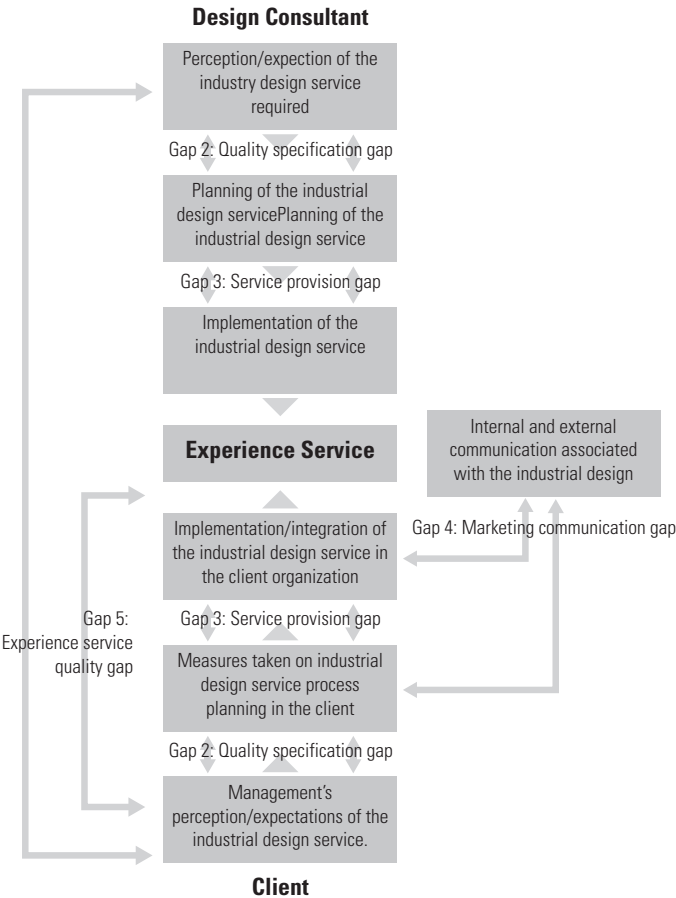 Design Consultant
Perception/expection of the
industry design service
required
Gap 2: Quality specification gap
Planning of the industrial
design servicePlanning of the
industrial design service
Gap 3: Service provision gap
Implementation of the
industrial design service
Experience Service
Internal and external
communication associated
with the industrial design
Implementation/integration of
the industrial design service in
the client organization
Gap 4: Marketing communication gap
Gap 5:
Experience service
quality gap
Gap 3: Service provision gap
Measures taken on industrial
design service process
planning in the client
Gap 2: Quality specification gap
Management's
perception/expectations of the
industrial design service.
Client